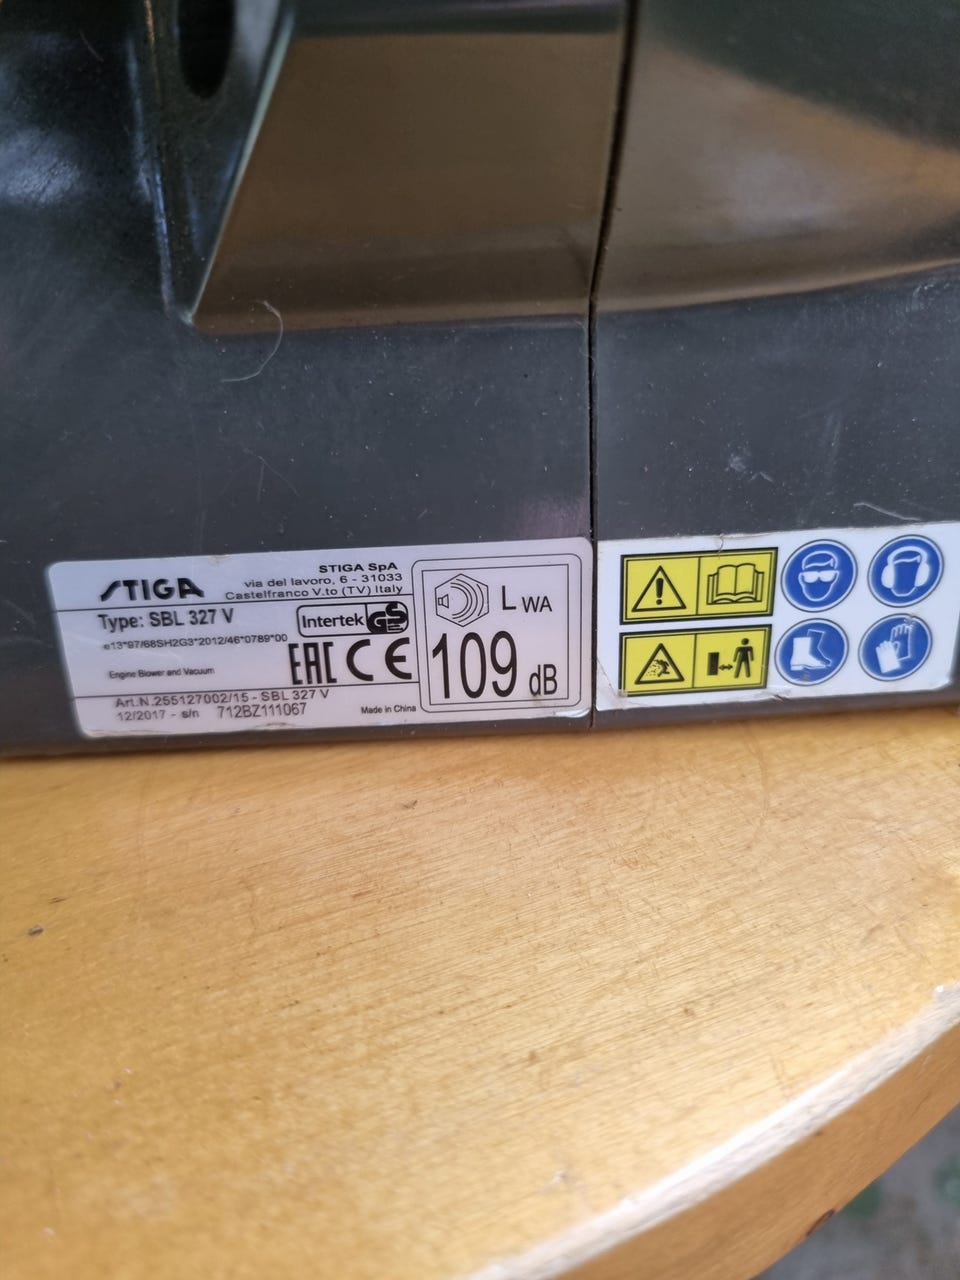 STIGA
STIGA SpA
via del lavoro, 6 - 31033
Castelfranco V.to (TV) Italy
Type: SBL 327 V
Intertek GS
e13*97/68SH2G3*2012/46*0789*00
EAC CE
Engine Blower and Vacuum
Art.N.255127002/15 - SBL 327 V
12/2017 - s/n 712BZ111067
Made in China
LWA
109 dB